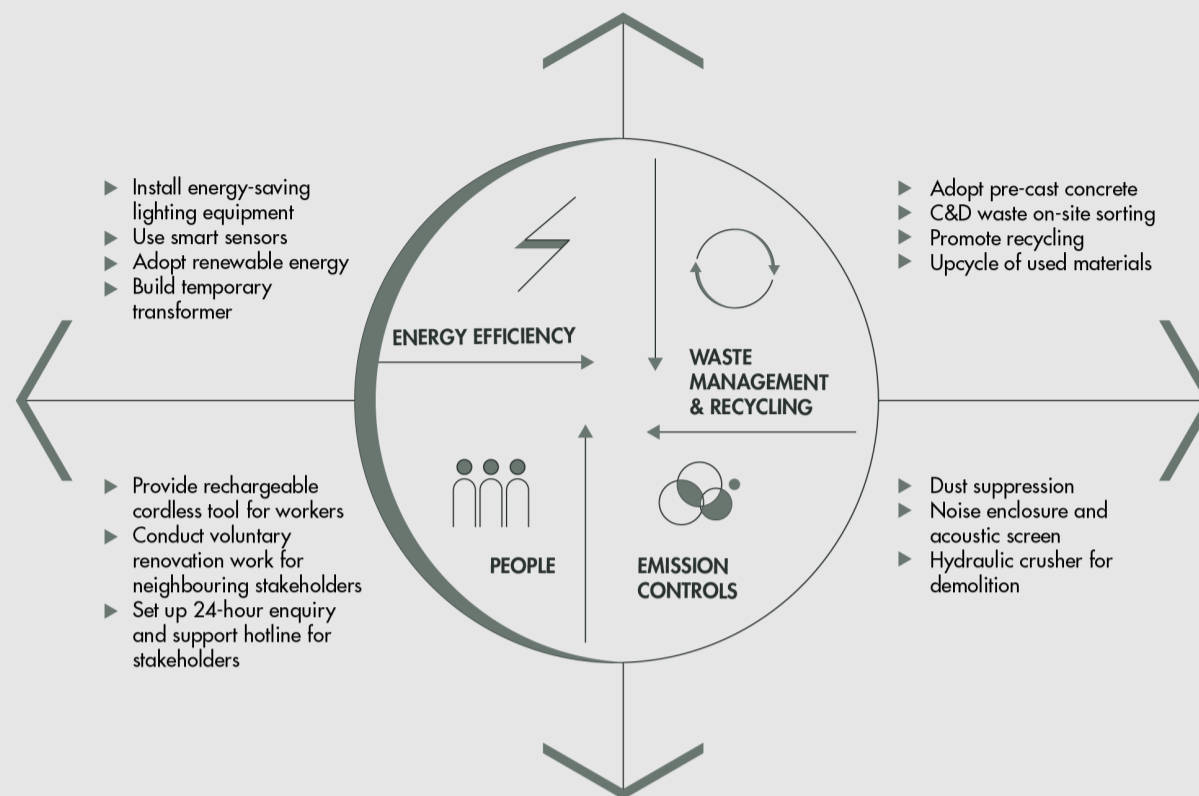 Install energy-saving
lighting equipment
Use smart sensors
Adopt renewable energy
Build temporary
transformer
ENERGY EFFICIENCY
Adopt pre-cast concrete
C&D waste on-site sorting
Promote recycling
Upcycle of used materials
WASTE
MANAGEMENT
& RECYCLING
Provide rechargeable
cordless tool for workers
Conduct voluntary
renovation work for
neighbouring stakeholders
Set up 24-hour enquiry
and support hotline for
stakeholders
PEOPLE
EMISSION
CONTROLS
Dust suppression
Noise enclosure and
acoustic screen
Hydraulic crusher for
demolition